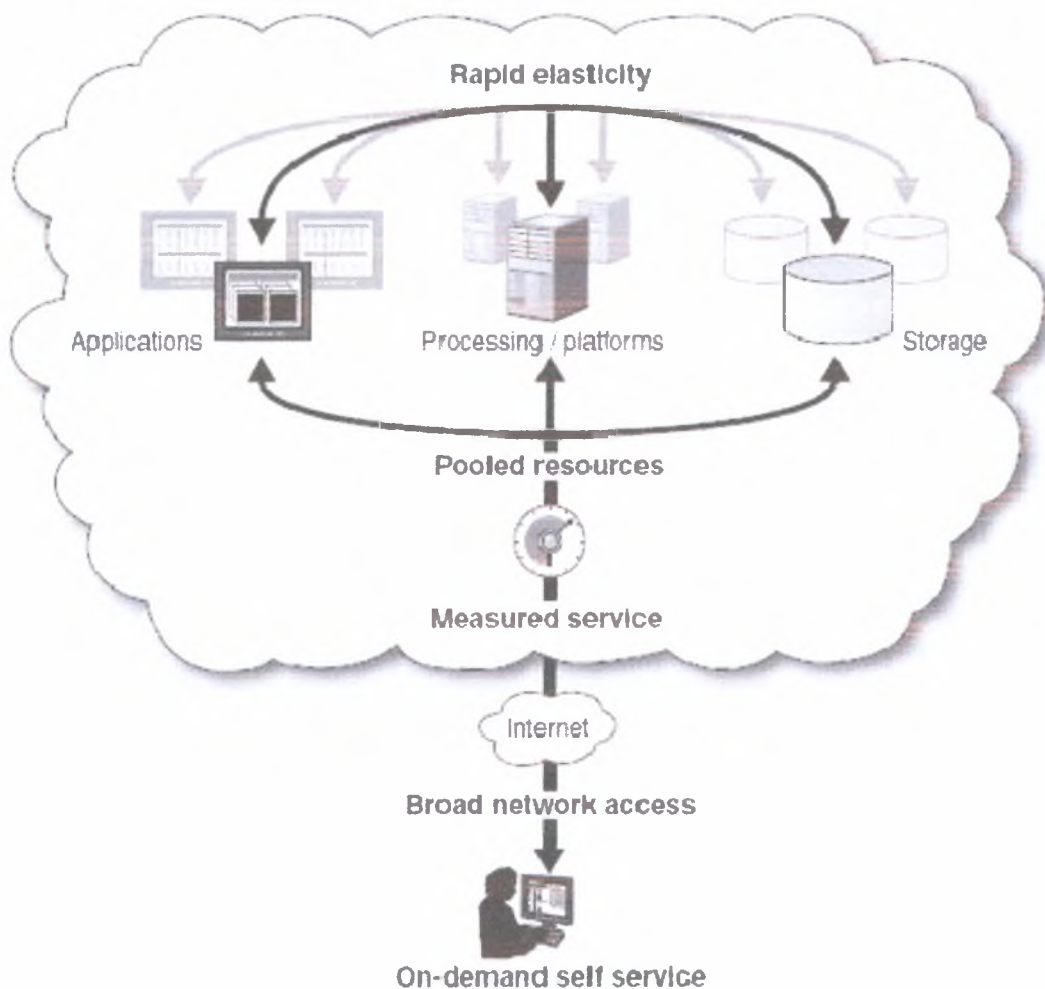 Rapid elasticity
Applications
Processing / platforms
Storage
Pooled resources
Measured service
Internet
Broad network access
On-demand self service